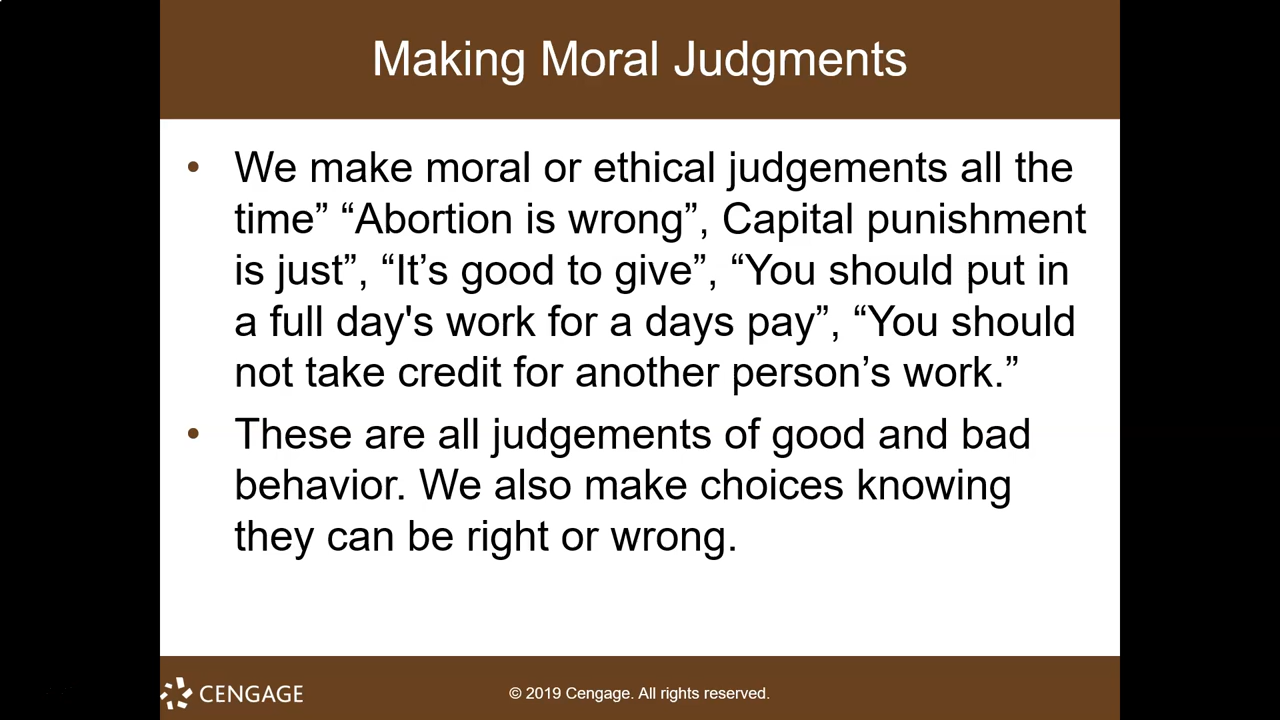 Making Moral Judgments
• We make moral or ethical judgements all the
time” “Abortion is wrong”, Capital punishment
is just”, “It’s good to give”, “You should put in
a full day's work for a days pay”, “You should
not take credit for another person’s work.”
• These are all judgements of good and bad
behavior. We also make choices knowing
they can be right or wrong.
CENGAGE
© 2019 Cengage. All rights reserved.